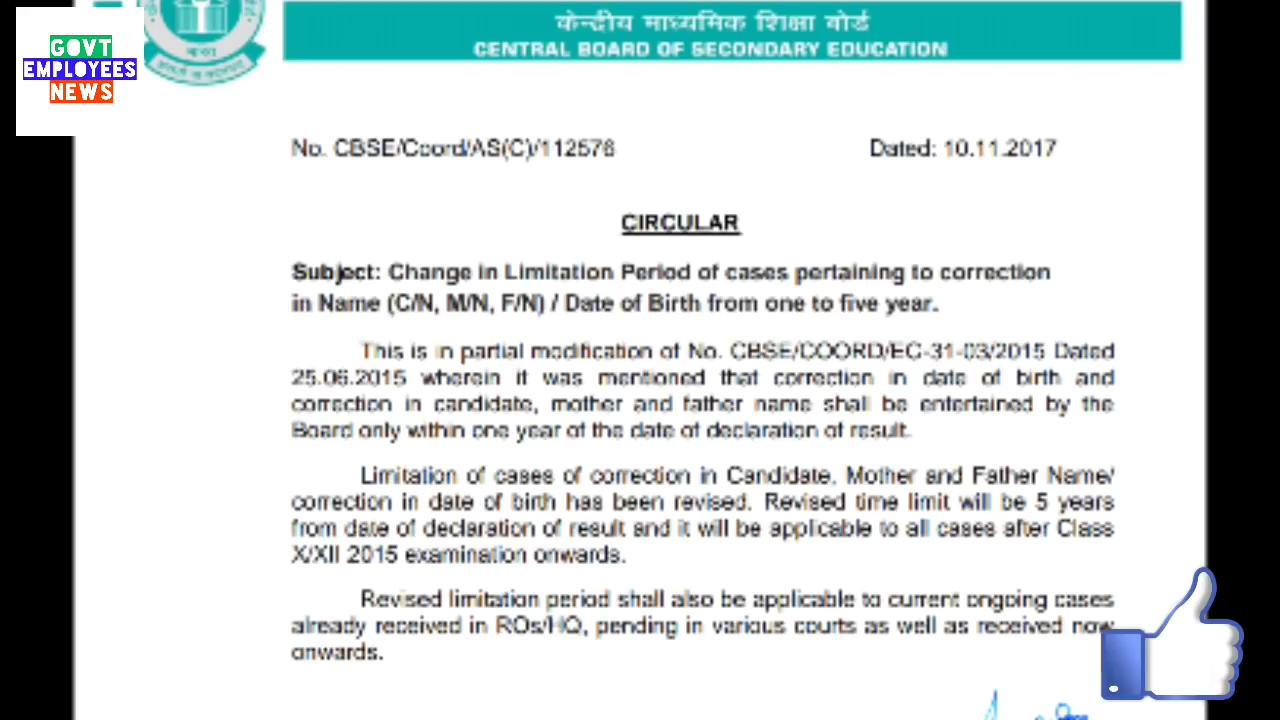 GOVT
EMPLOYEES
NEWS
केन्द्रीय माध्यमिक शिक्षा बोर्ड
CENTRAL BOARD OF SECONDARY EDUCATION
भारत
No. CBSE/Coord/AS(C)/112576 Dated: 10.11.2017
CIRCULAR
Subject: Change in Limitation Period of cases pertaining to correction
in Name (C/N, M/N, F/N) / Date of Birth from one to five year.
This is in partial modification of No. CBSE/COORD/EC-31-03/2015 Dated
25.06.2015 wherein it was mentioned that correction in date of birth and
correction in candidate, mother and father name shall be entertained by the
Board only within one year of the date of declaration of result.
Limitation of cases of correction in Candidate, Mother and Father Name/
correction in date of birth has been revised. Revised time limit will be 5 years
from date of declaration of result and it will be applicable to all cases after Class
X/XII 2015 examination onwards.
Revised limitation period shall also be applicable to current ongoing cases
already received in ROs/HQ, pending in various courts as well as received now
onwards.